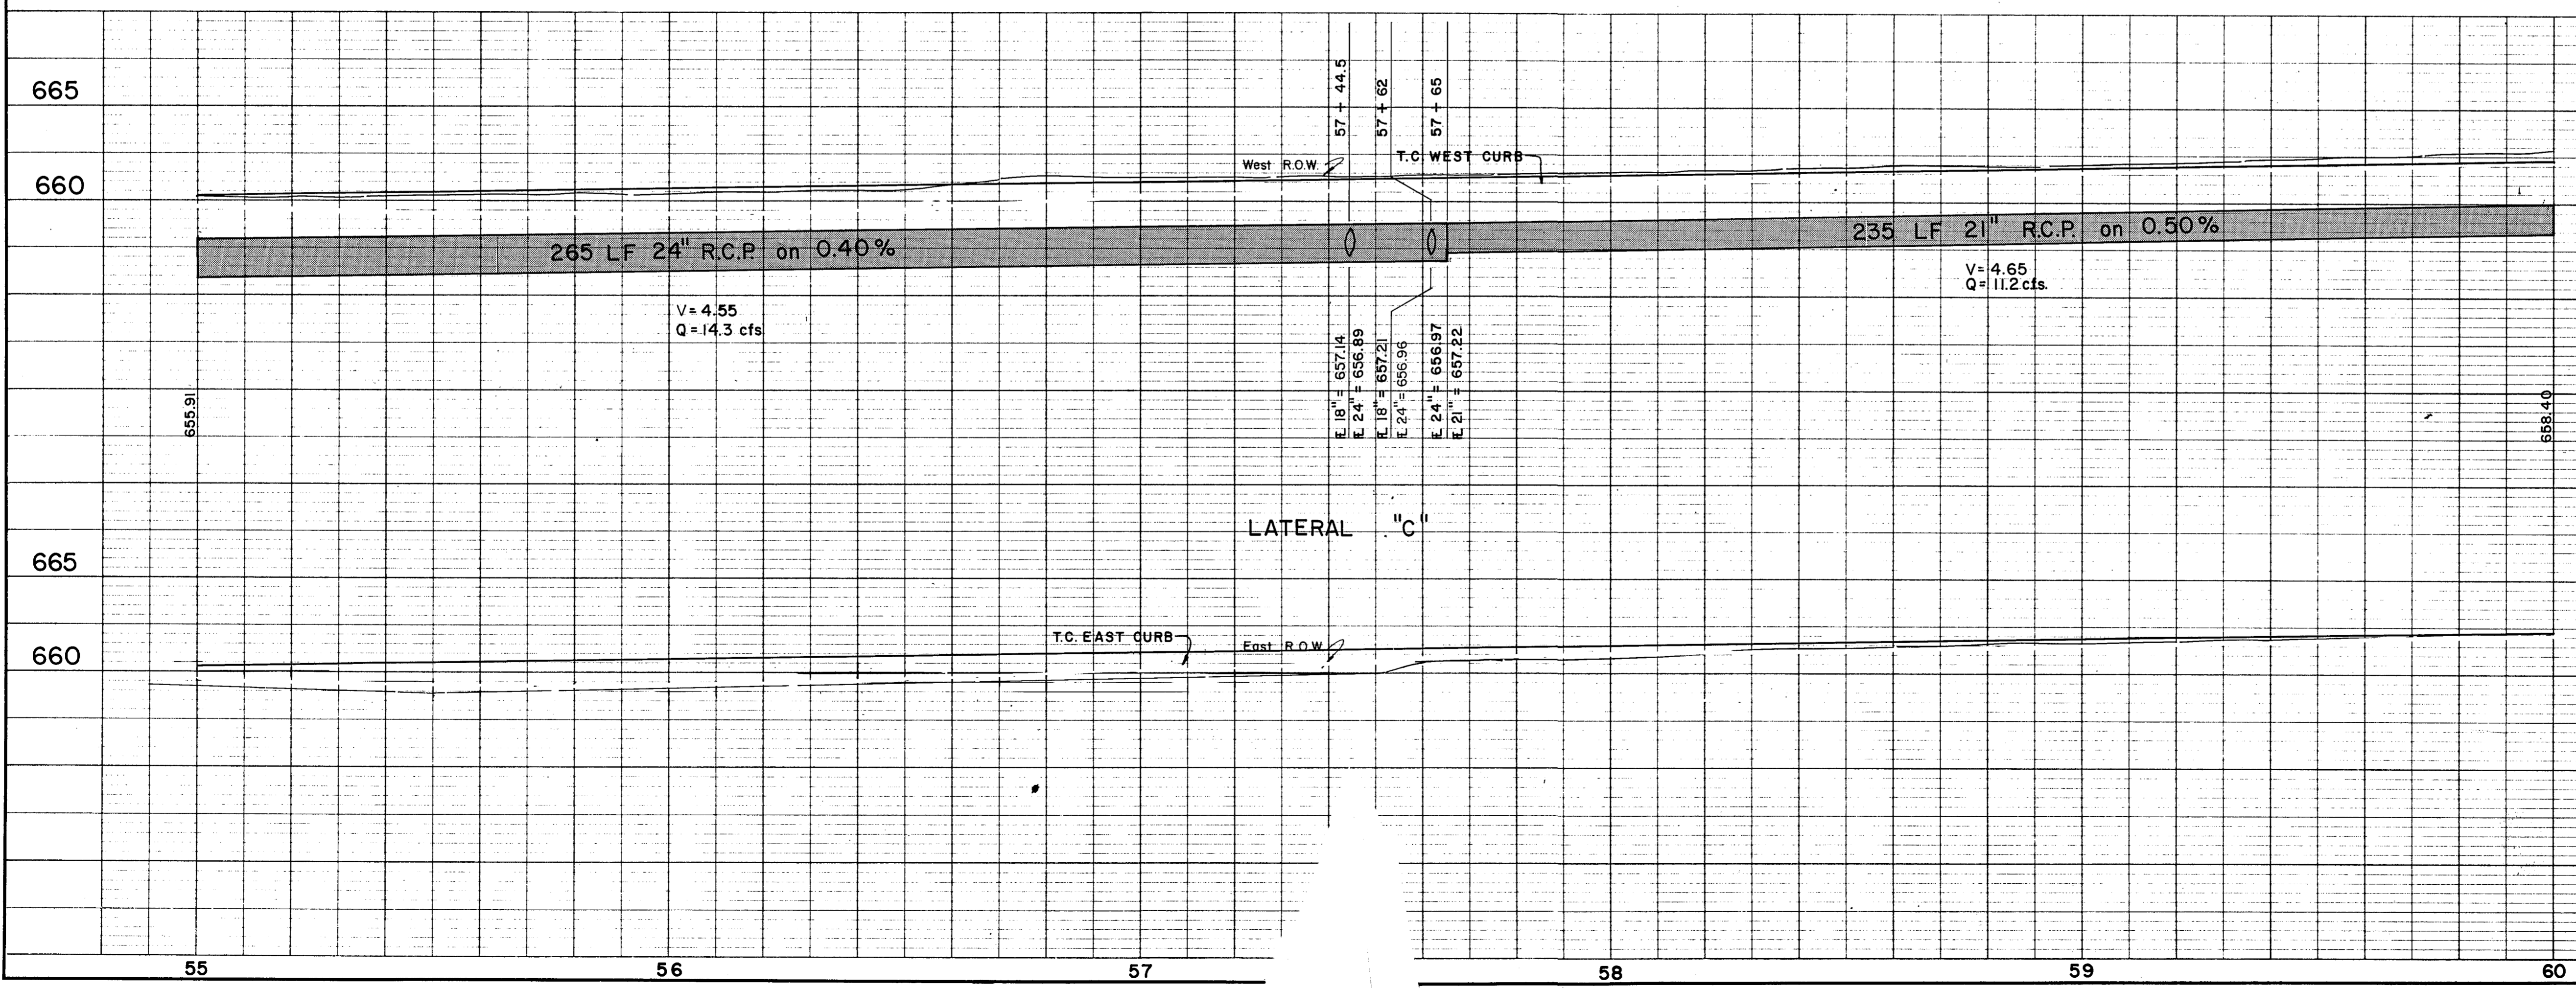 665
660
57 + 44.5
57 + 62
57 + 65
West R.O.W.
T.C. WEST CURB
265 LF 24" R.C.P. on 0.40%
235 LF 21" R.C.P. on 0.50%
V = 4.55
Q = 14.3 cfs
V = 4.65
Q = 11.2 cfs.
655.91
18" = 657.14
24" = 656.89
18" = 657.21
24" = 656.96
24" = 656.97
21" = 657.22
658.40
LATERAL "C"
665
660
T.C. EAST CURB
East R.O.W.
55
56
57
58
59
60